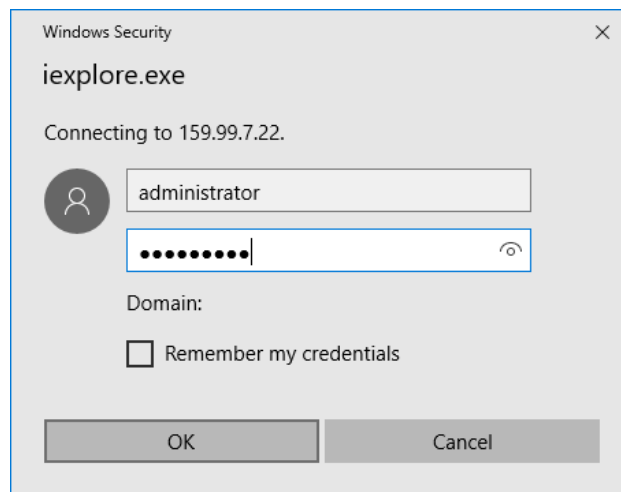 Windows Security
iexplore.exe
Connecting to 159.99.7.22.
administrator
●●●●●●●●●
Domain:
Remember my credentials
OK
Cancel